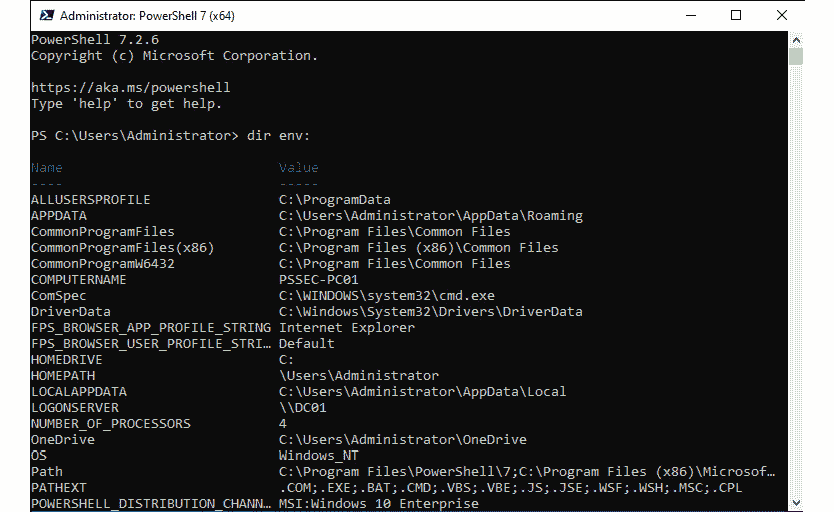 Administrator: PowerShell 7 (x64)
PowerShell 7.2.6
Copyright (c) Microsoft Corporation.
https://aka.ms/powershell
Type 'help' to get help.
PS C:\Users\Administrator> dir env:
Name Value
---- -----
ALLUSERSPROFILE C:\ProgramData
APPDATA C:\Users\Administrator\AppData\Roaming
CommonProgramFiles C:\Program Files\Common Files
CommonProgramFiles(x86) C:\Program Files (x86)\Common Files
CommonProgramW6432 C:\Program Files\Common Files
COMPUTERNAME PSSEC-PC01
ComSpec C:\WINDOWS\system32\cmd.exe
DriverData C:\Windows\System32\Drivers\DriverData
FPS_BROWSER_APP_PROFILE_STRING Internet Explorer
FPS_BROWSER_USER_PROFILE_STRI… Default
HOMEDRIVE C:
HOMEPATH \Users\Administrator
LOCALAPPDATA C:\Users\Administrator\AppData\Local
LOGONSERVER \\DC01
NUMBER_OF_PROCESSORS 4
OneDrive C:\Users\Administrator\OneDrive
OS Windows_NT
Path C:\Program Files\PowerShell\7;C:\Program Files (x86)\Microsof…
PATHEXT .COM;.EXE;.BAT;.CMD;.VBS;.VBE;.JS;.JSE;.WSF;.WSH;.MSC;.CPL
POWERSHELL_DISTRIBUTION_CHANN… MSI:Windows 10 Enterprise